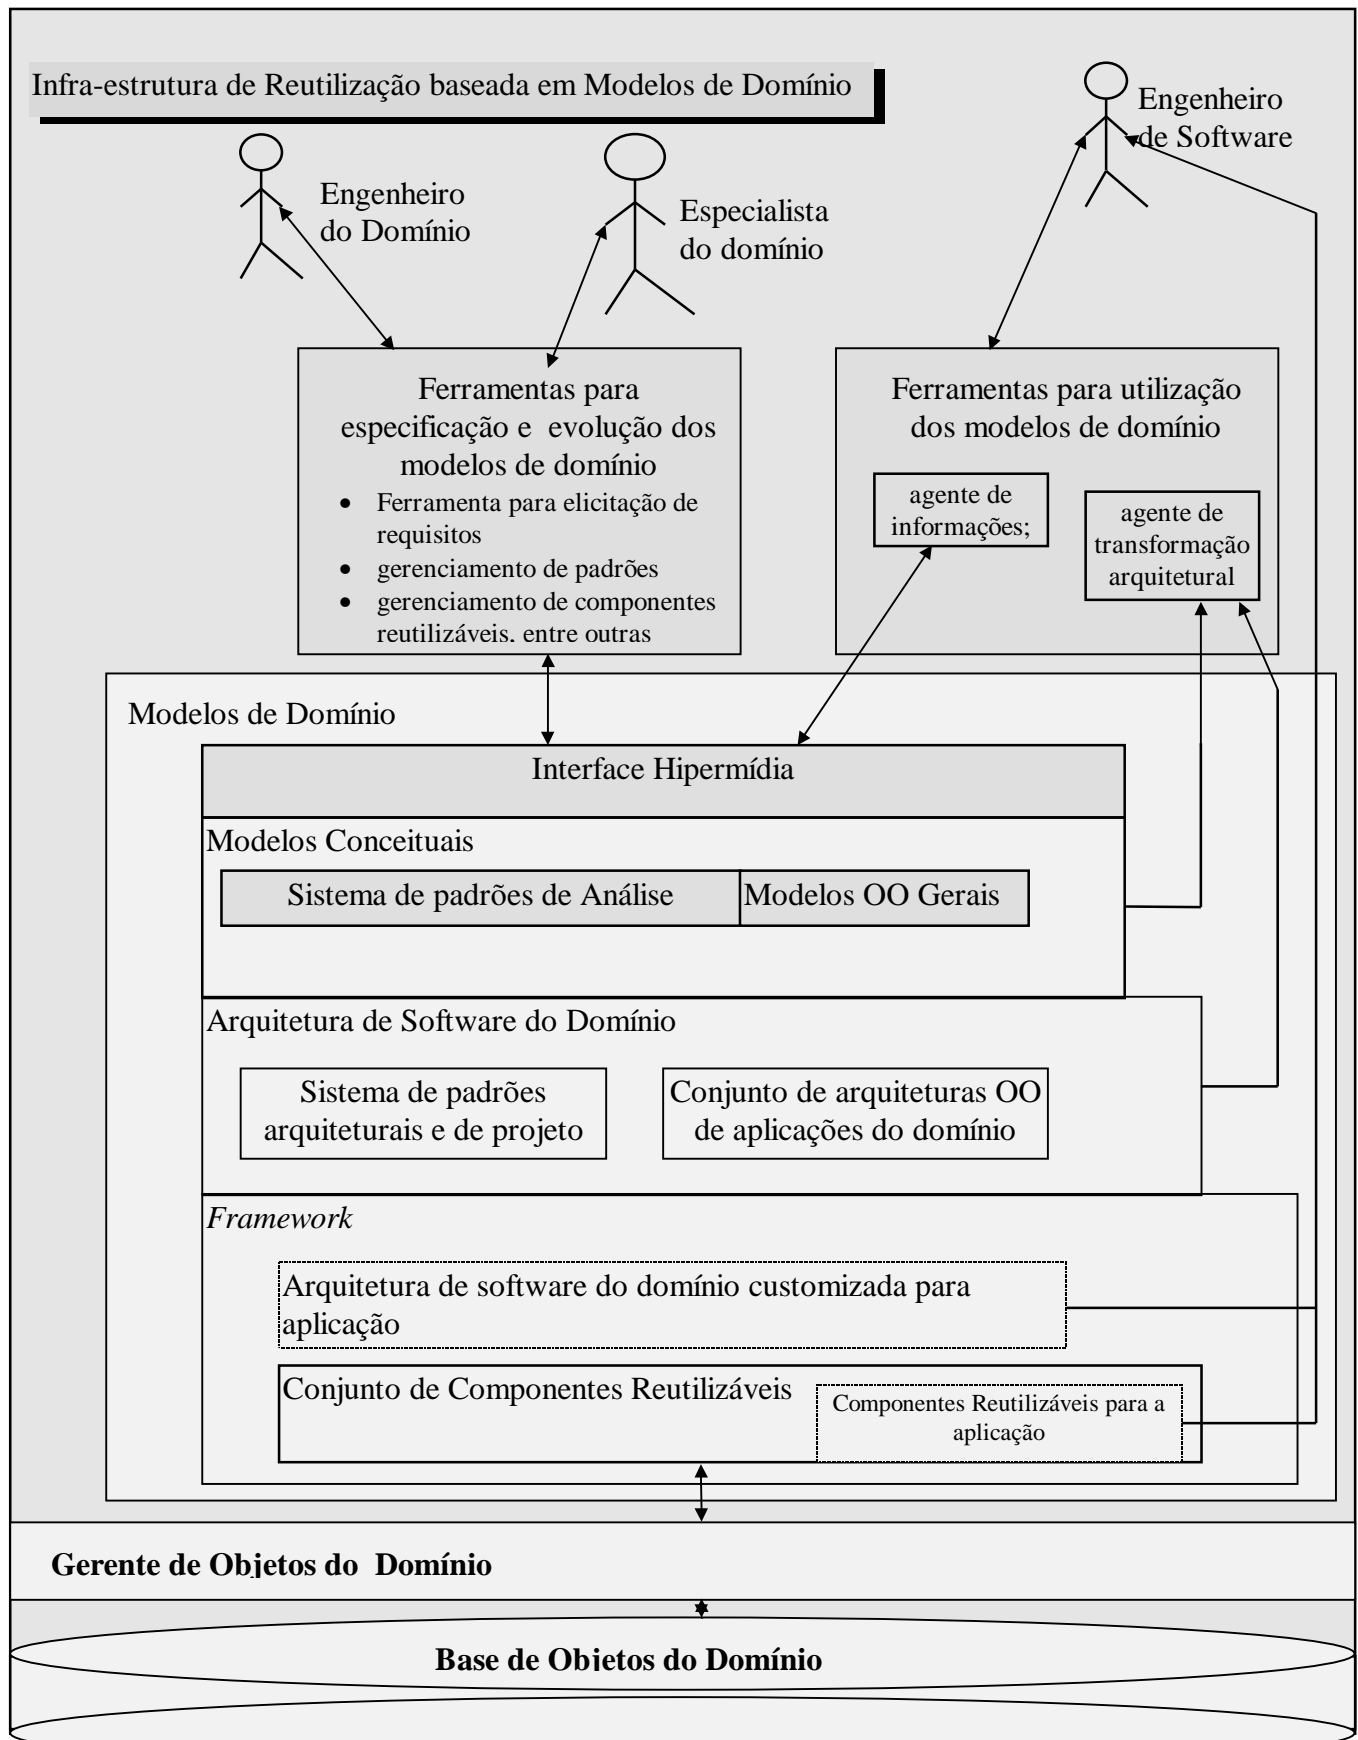 Infra-estrutura de Reutilização baseada em Modelos de Domínio
Engenheiro
de Software
Engenheiro
do Domínio
Especialista
do domínio
Ferramentas para
especificação e evolução dos
modelos de domínio
• Ferramenta para elicitação de
requisitos
• gerenciamento de padrões
• gerenciamento de componentes
reutilizáveis, entre outras
Ferramentas para utilização
dos modelos de domínio
agente de
informações;
agente de
transformação
arquitetural
Modelos de Domínio
Interface Hipermídia
Modelos Conceituais
Sistema de padrões de Análise
Modelos OO Gerais
Arquitetura de Software do Domínio
Sistema de padrões
arquiteturais e de projeto
Conjunto de arquiteturas OO
de aplicações do domínio
Framework
Arquitetura de software do domínio customizada para
aplicação
Conjunto de Componentes Reutilizáveis
Componentes Reutilizáveis para a
aplicação
Gerente de Objetos do Domínio
Base de Objetos do Domínio